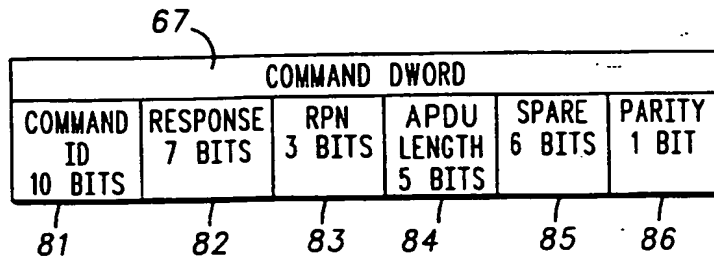 67
COMMAND DWORD
COMMAND ID 10 BITS
RESPONSE 7 BITS
RPN 3 BITS
APDU LENGTH 5 BITS
SPARE 6 BITS
PARITY 1 BIT
81 82 83 84 85 86